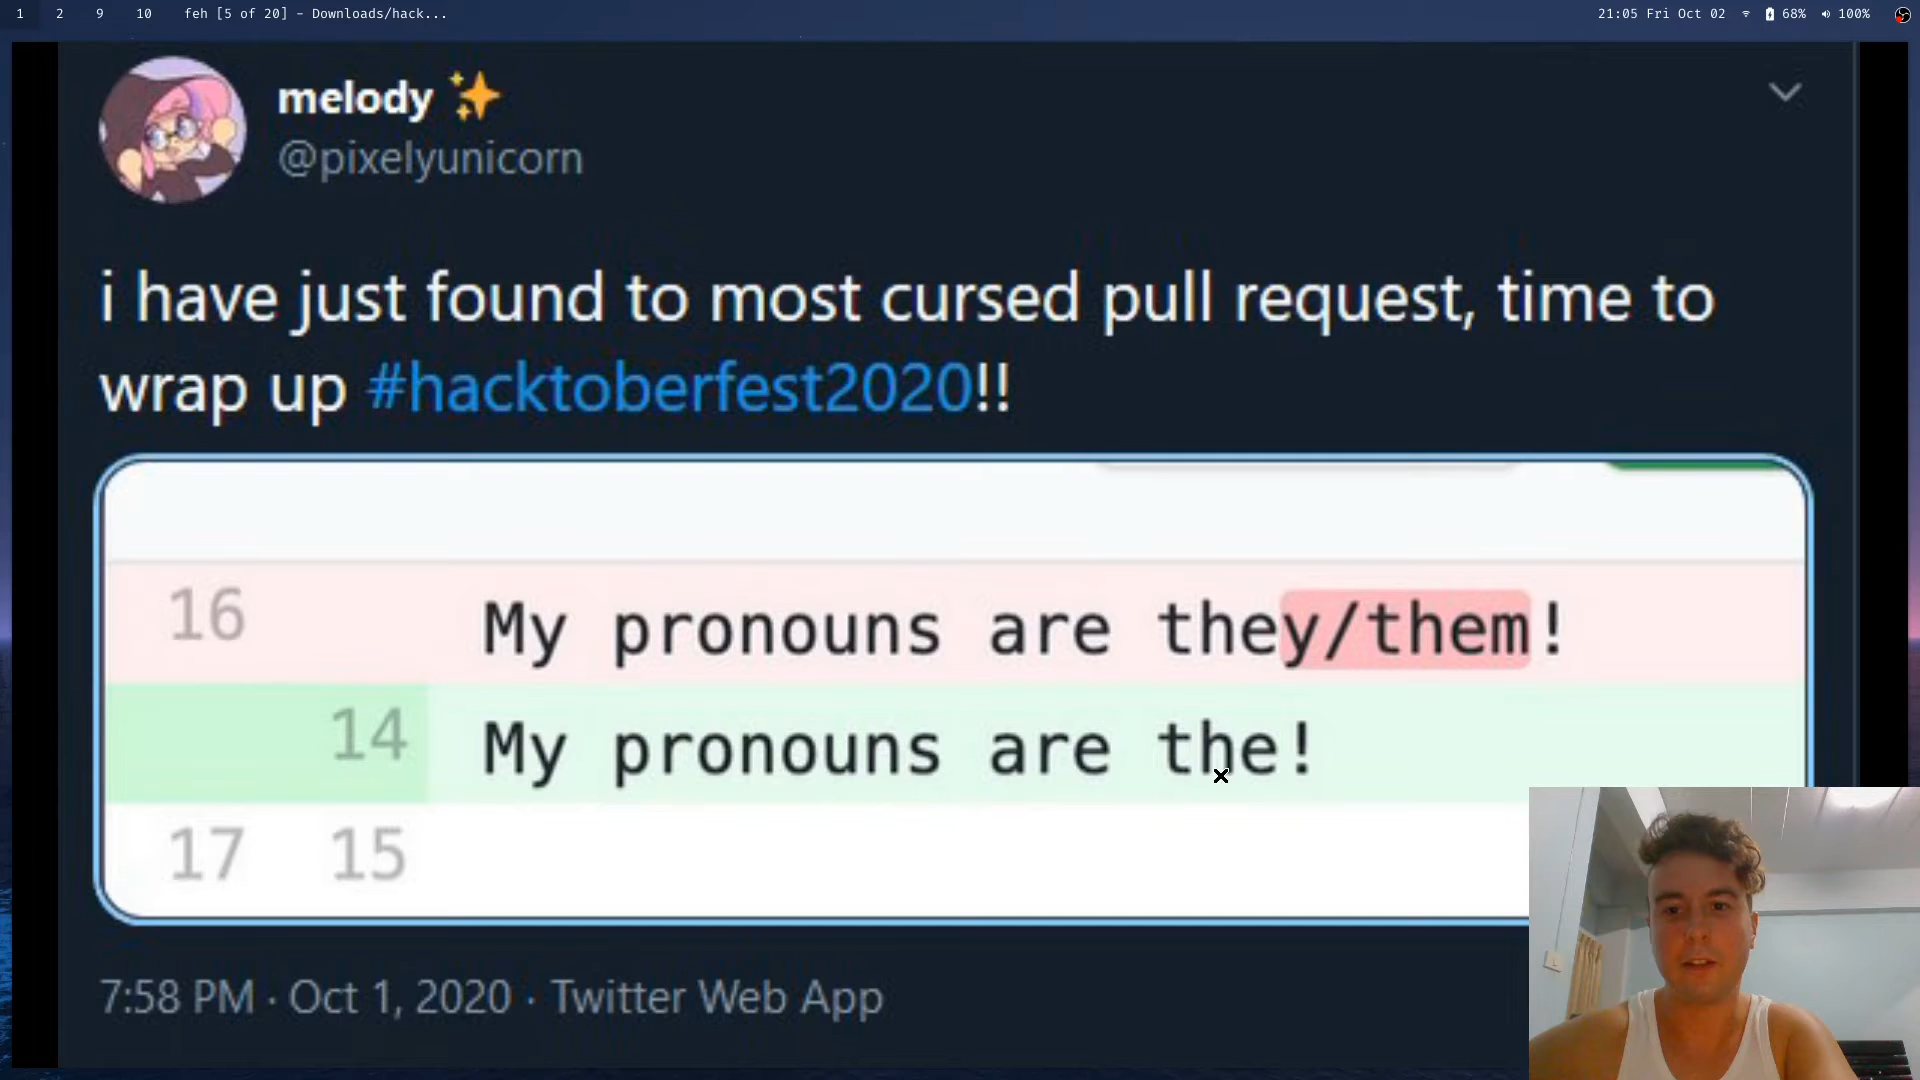 1 2 9 10 feh [5 of 20] - Downloads/hack... 21:05 Fri Oct 02 68% 100%
melody
@pixelyunicorn
i have just found to most cursed pull request, time to
wrap up #hacktoberfest2020!!
16 My pronouns are they/them!
14 My pronouns are the!
17 15
7:58 PM · Oct 1, 2020 · Twitter Web App